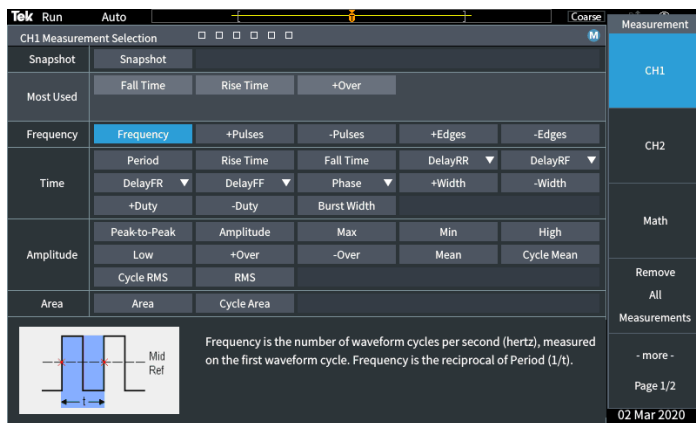 Tek Run Auto Coarse
T
CH1 Measurement Selection M
Snapshot Snapshot
Most Used Fall Time Rise Time +Over
Frequency Frequency +Pulses -Pulses +Edges -Edges
Time Period Rise Time Fall Time DelayRR DelayRF
DelayFR DelayFF Phase +Width -Width
+Duty -Duty Burst Width
Amplitude Peak-to-Peak Amplitude Max Min High
Low +Over -Over Mean Cycle Mean
Cycle RMS RMS
Area Area Cycle Area
Mid
Ref
t
Frequency is the number of waveform cycles per second (hertz), measured
on the first waveform cycle. Frequency is the reciprocal of Period (1/t).
Measurement
CH1
CH2
Math
Remove
All
Measurements
- more -
Page 1/2
02 Mar 2020